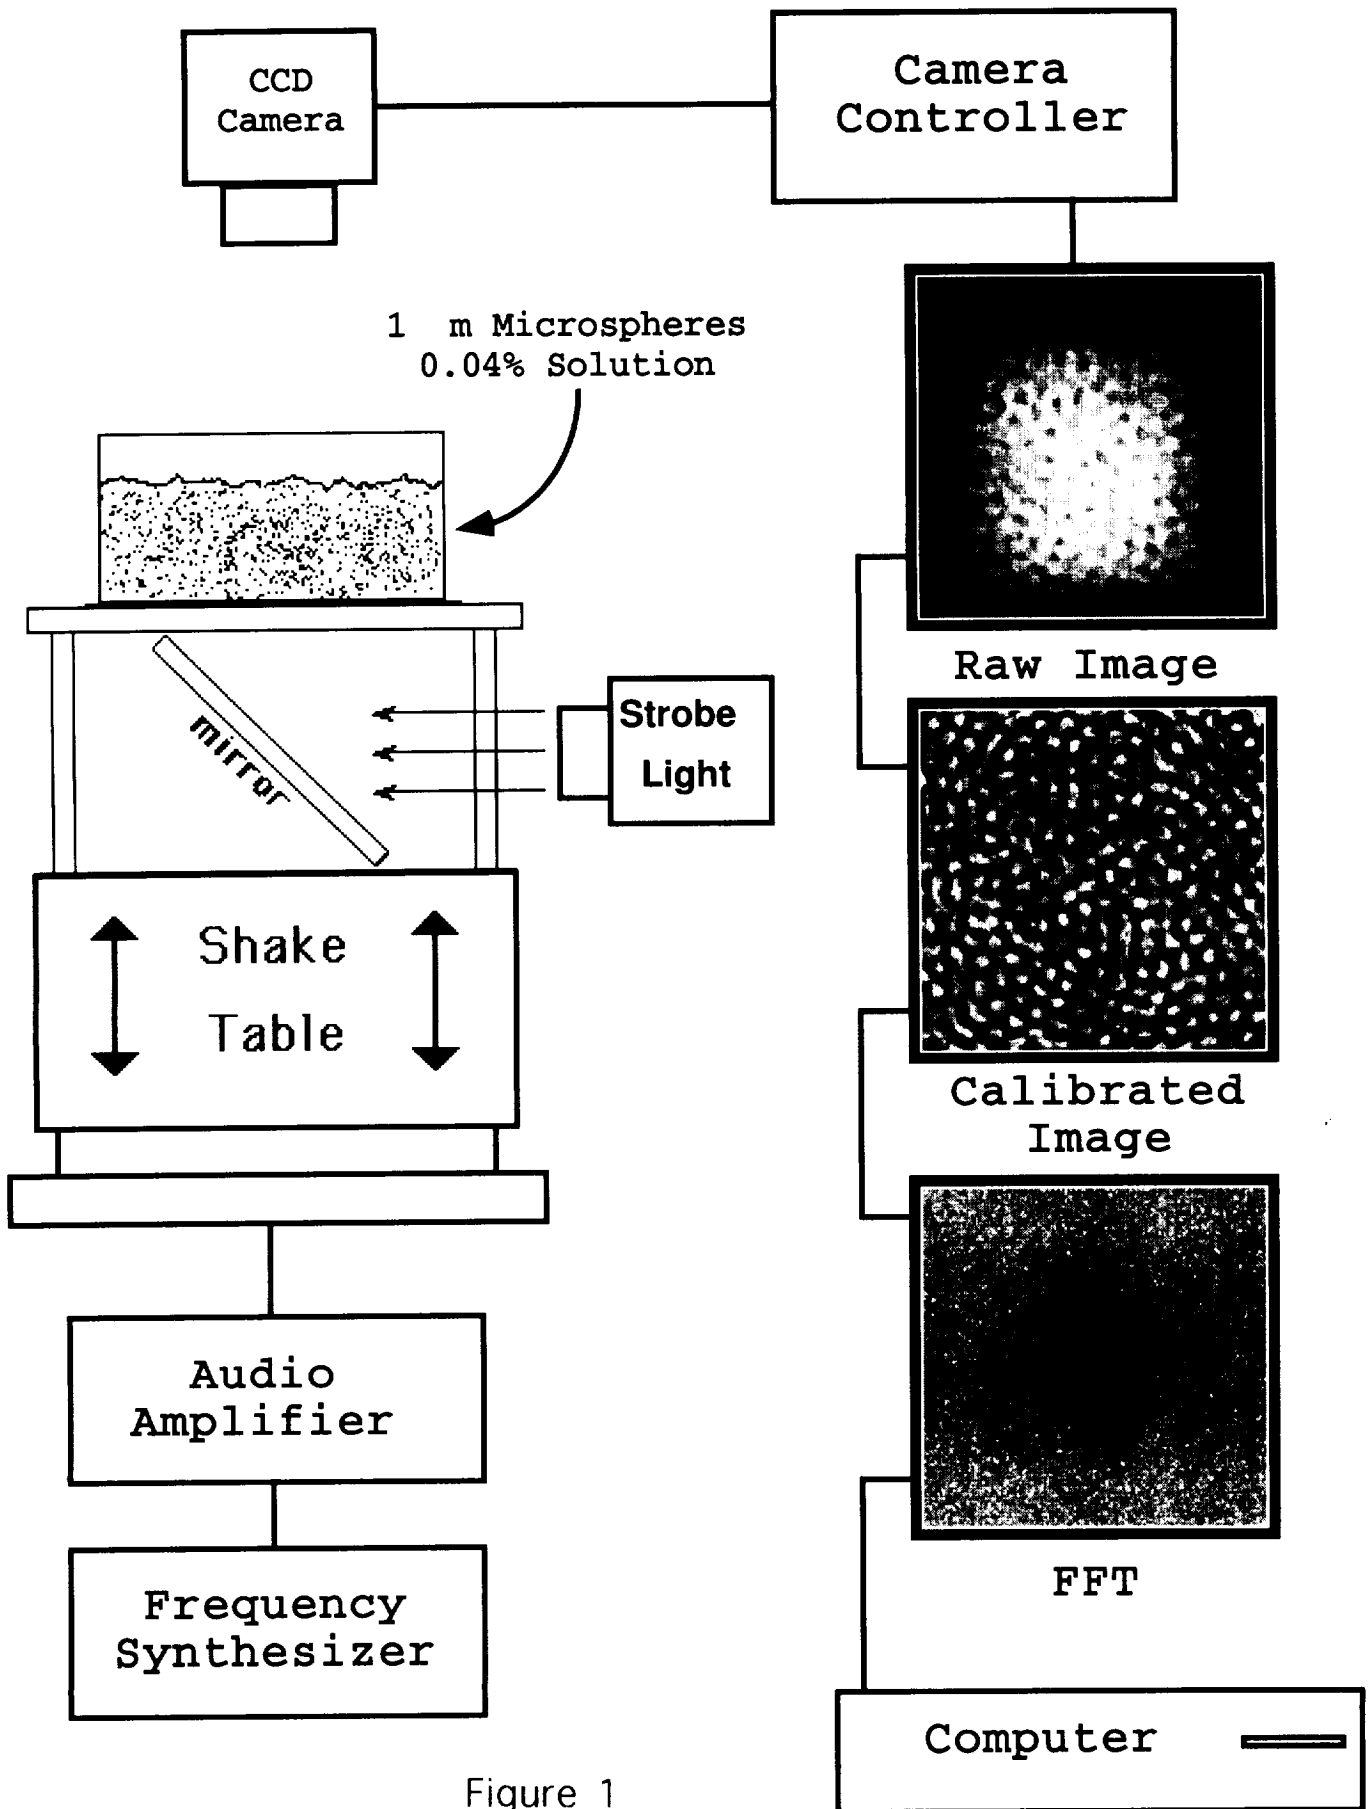 CCD
Camera
Camera
Controller
1 m Microspheres
0.04% Solution
Raw Image
mirror
Strobe
Light
Calibrated
Image
Shake
Table
FFT
Audio
Amplifier
Frequency
Synthesizer
Computer
Figure 1